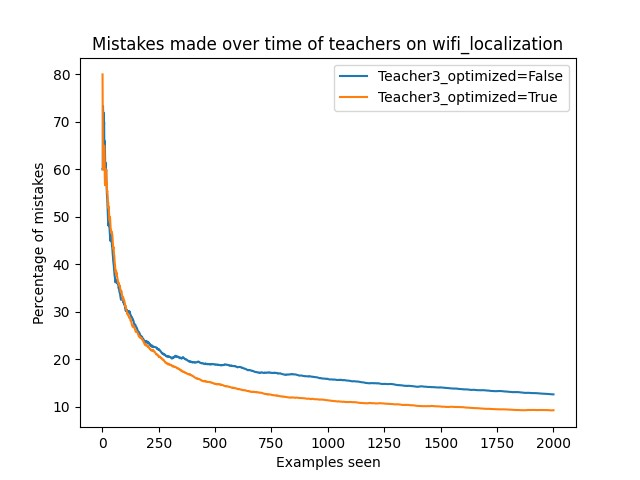 Mistakes made over time of teachers on wifi_localization
Teacher3_optimized=False
Teacher3_optimized=True
Percentage of mistakes
80
70
60
50
40
30
20
10
0 250 500 750 1000 1250 1500 1750 2000
Examples seen